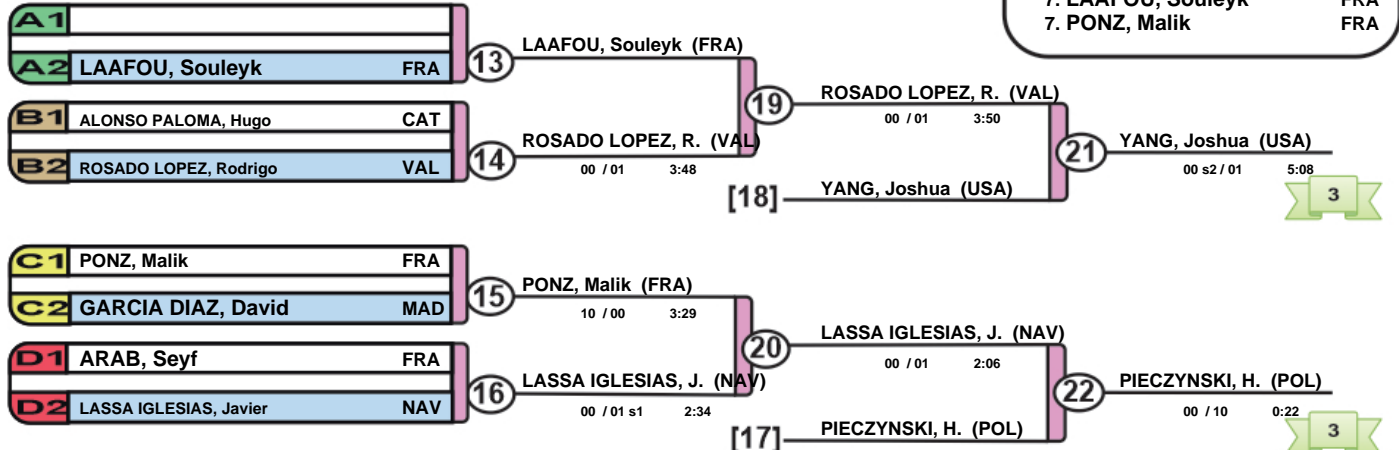 7. LAAFOU, Souleyk FRA
7. PONZ, Malik FRA
A1
A2 LAAFOU, Souleyk FRA
13
LAAFOU, Souleyk (FRA)
B1 ALONSO PALOMA, Hugo CAT
B2 ROSADO LOPEZ, Rodrigo VAL
14
ROSADO LOPEZ, R. (VAL)
00 / 01 3:48
19
ROSADO LOPEZ, R. (VAL)
00 / 01 3:50
[18] YANG, Joshua (USA)
21
YANG, Joshua (USA)
00 s2 / 01 5:08
3
C1 PONZ, Malik FRA
C2 GARCIA DIAZ, David MAD
15
PONZ, Malik (FRA)
10 / 00 3:29
D1 ARAB, Seyf FRA
D2 LASSA IGLESIAS, Javier NAV
16
LASSA IGLESIAS, J. (NAV)
00 / 01 s1 2:34
20
LASSA IGLESIAS, J. (NAV)
00 / 01 2:06
[17] PIECZYNSKI, H. (POL)
22
PIECZYNSKI, H. (POL)
00 / 10 0:22
3